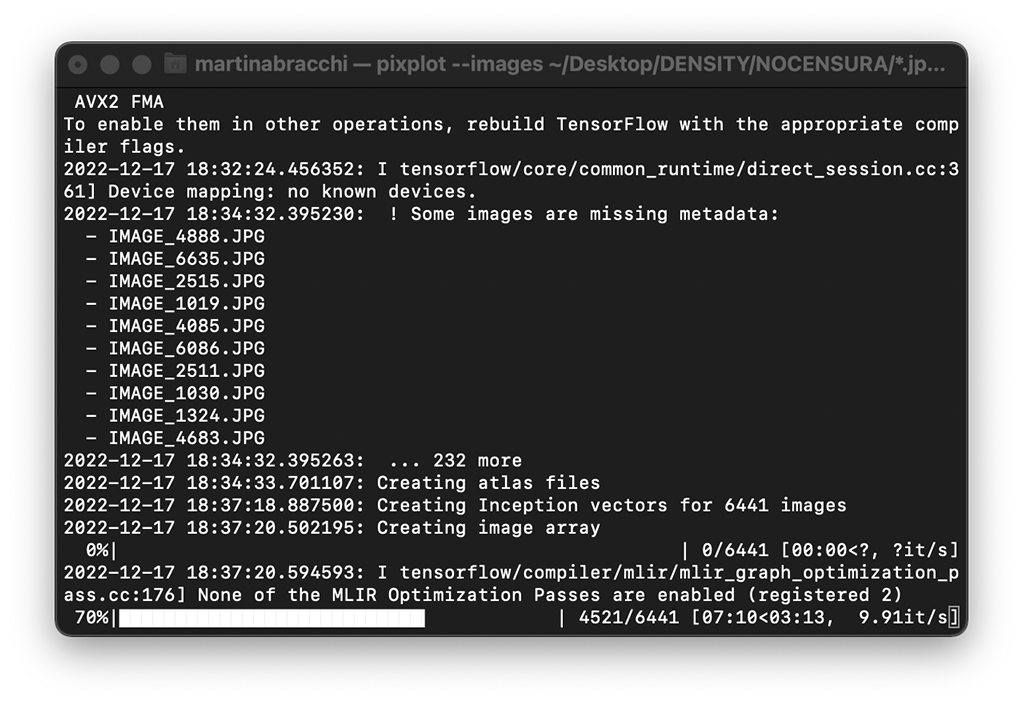 martinabracchi — pixplot --images ~/Desktop/DENSITY/NOCENSURA/*.jp...
AVX2 FMA
To enable them in other operations, rebuild TensorFlow with the appropriate comp
iler flags.
2022-12-17 18:32:24.456352: I tensorflow/core/common_runtime/direct_session.cc:3
61] Device mapping: no known devices.
2022-12-17 18:34:32.395230:  ! Some images are missing metadata:
  - IMAGE_4888.JPG
  - IMAGE_6635.JPG
  - IMAGE_2515.JPG
  - IMAGE_1019.JPG
  - IMAGE_4085.JPG
  - IMAGE_6086.JPG
  - IMAGE_2511.JPG
  - IMAGE_1030.JPG
  - IMAGE_1324.JPG
  - IMAGE_4683.JPG
2022-12-17 18:34:32.395263:  ... 232 more
2022-12-17 18:34:33.701107: Creating atlas files
2022-12-17 18:37:18.887500: Creating Inception vectors for 6441 images
2022-12-17 18:37:20.502195: Creating image array
  0%| | 0/6441 [00:00<?, ?it/s]
2022-12-17 18:37:20.594593: I tensorflow/compiler/mlir/mlir_graph_optimization_p
ass.cc:176] None of the MLIR Optimization Passes are enabled (registered 2)
 70%| | 4521/6441 [07:10<03:13,  9.91it/s]